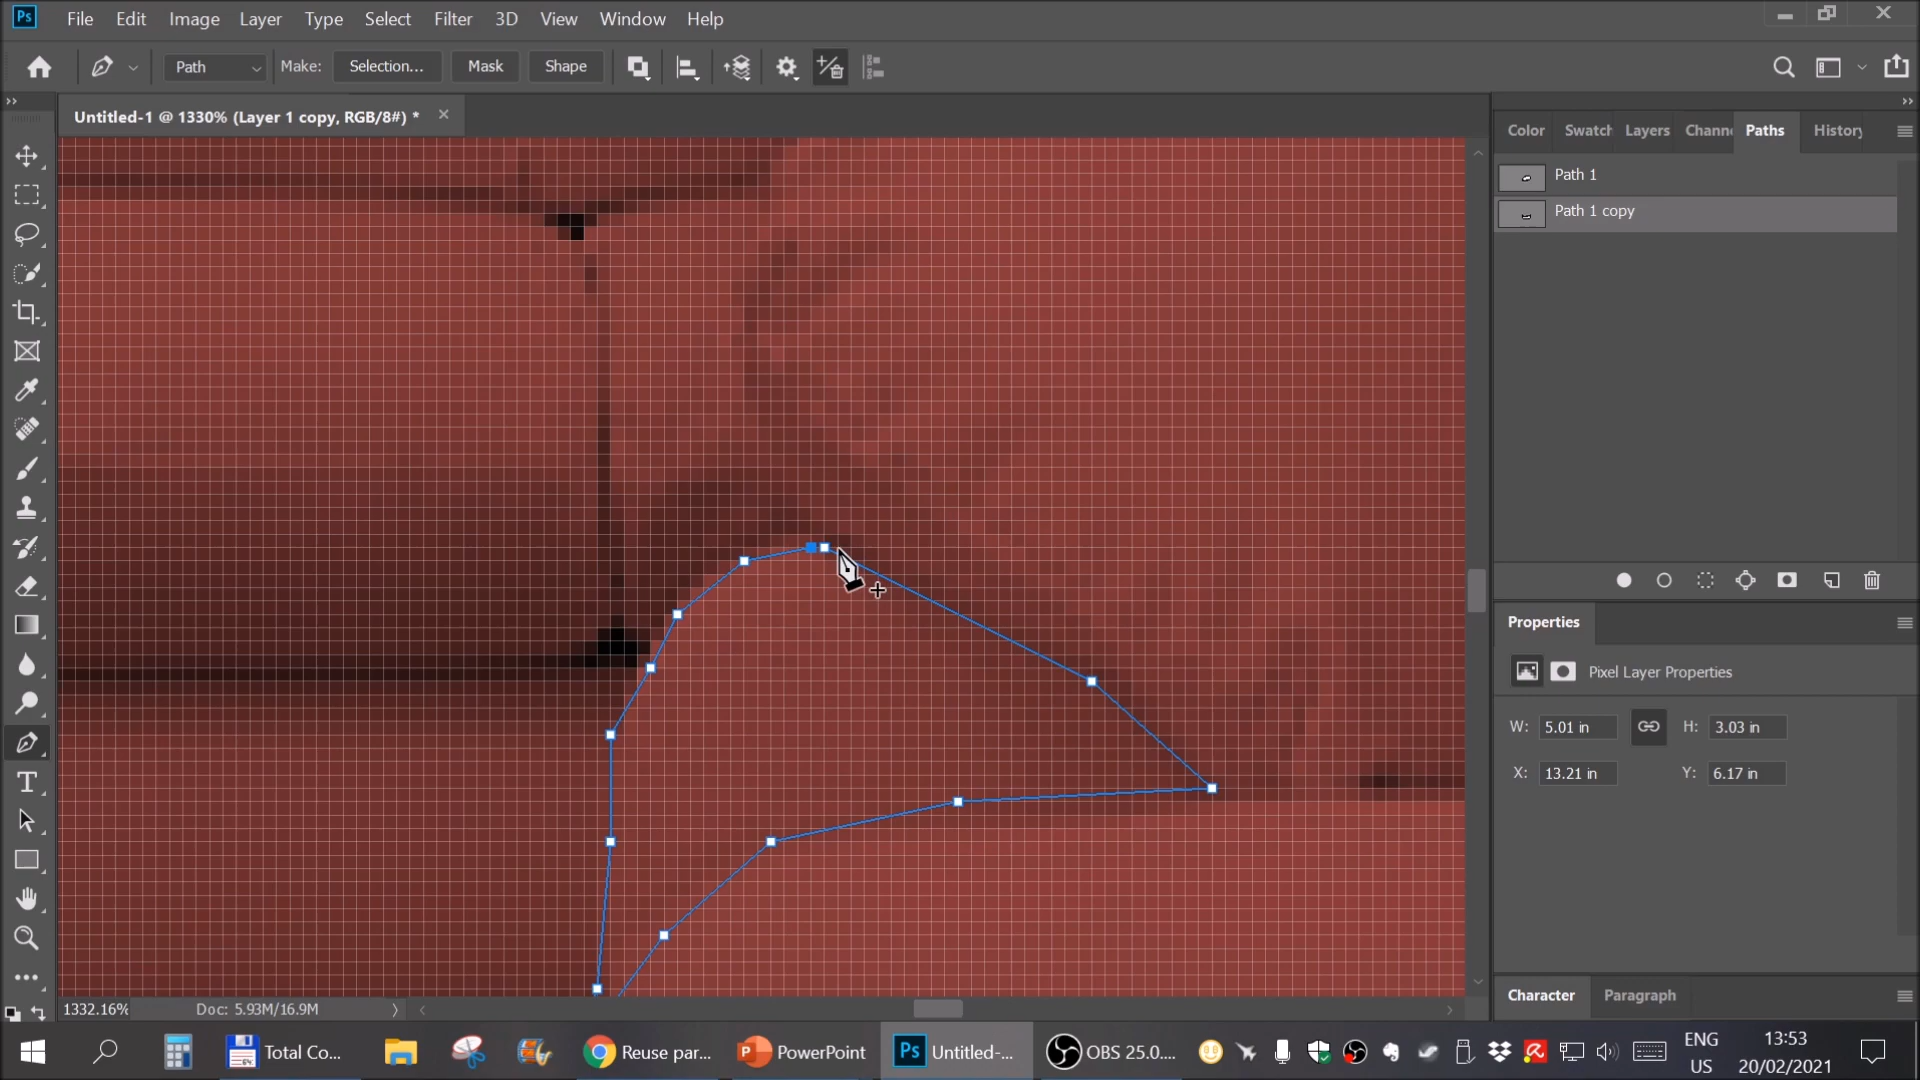 Ps File Edit Image Layer Type Select Filter 3D View Window Help
Path Make: Selection... Mask Shape
Untitled-1 @ 1330% (Layer 1 copy, RGB/8#) *
Color Swatch Layers Chann Paths History
Path 1
Path 1 copy
Properties
Pixel Layer Properties
W: 5.01 in H: 3.03 in
X: 13.21 in Y: 6.17 in
Character Paragraph
1332.16% Doc: 5.93M/16.9M
Total Co... Reuse par... PowerPoint Ps Untitled-... OBS 25.0.... ENG 13:53
US 20/02/2021